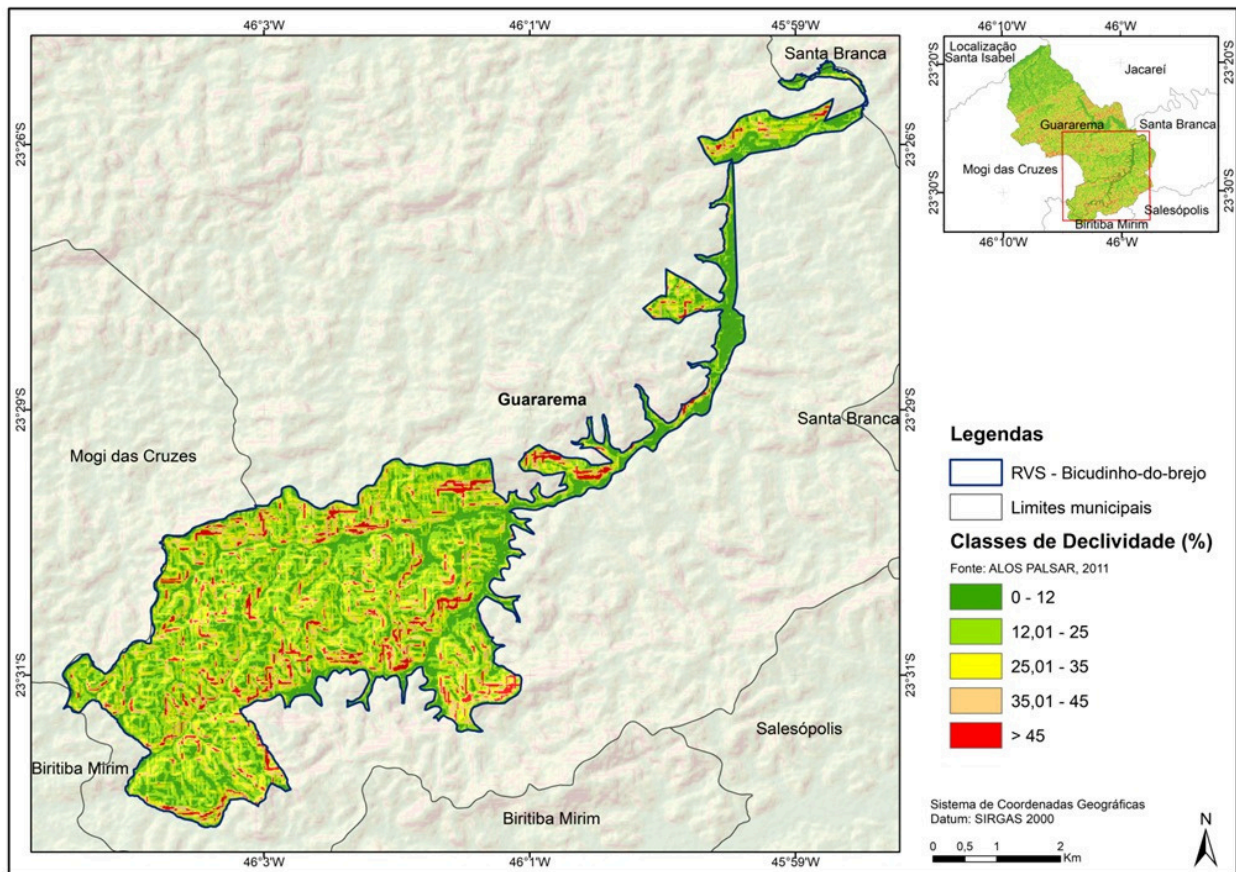 46°3'W 46°1'W 45°59'W
Santa Branca
23°26'S 23°26'S
Guararema
23°29'S 23°29'S
Santa Branca
Mogi das Cruzes
23°31'S 23°31'S
Salesópolis
Biritiba Mirim
Biritiba Mirim
46°3'W 46°1'W 45°59'W
46°10'W 46°W
Localização
Santa Isabel
23°20'S 23°20'S
Jacareí
Guararema
Santa Branca
Mogi das Cruzes
23°30'S 23°30'S
Salesópolis
Biritiba Mirim
46°10'W 46°W
Legendas
RVS - Bicudinho-do-brejo
Limites municipais
Classes de Declividade (%)
Fonte: ALOS PALSAR, 2011
0 - 12
12,01 - 25
25,01 - 35
35,01 - 45
> 45
Sistema de Coordenadas Geográficas
Datum: SIRGAS 2000
0 0,5 1 2
Km
N